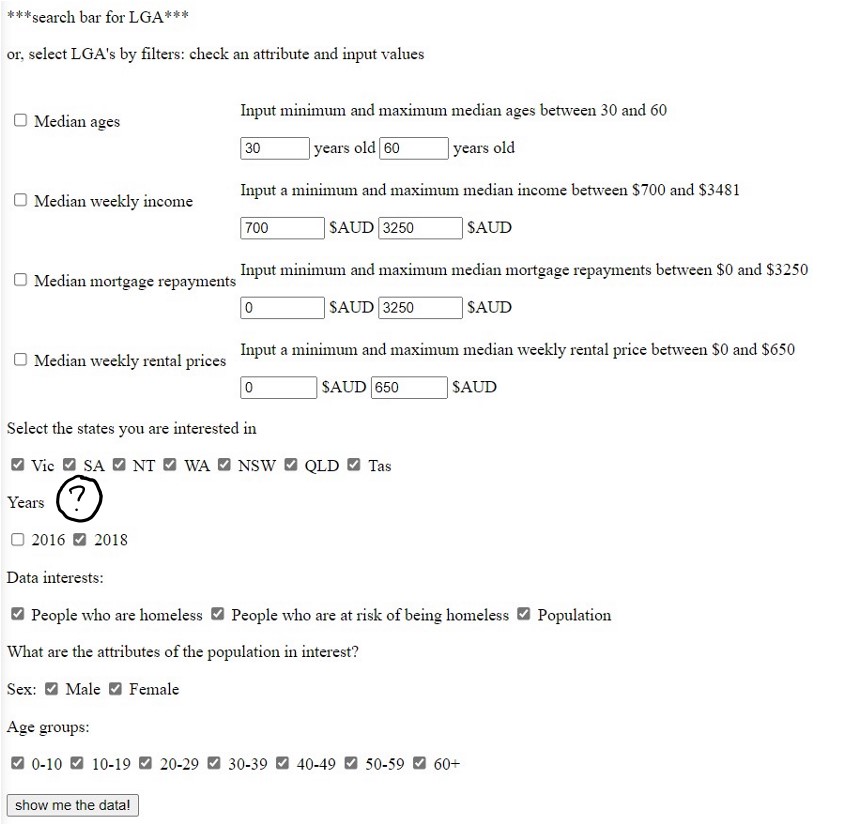 ***search bar for LGA***
or, select LGA's by filters: check an attribute and input values
Input minimum and maximum median ages between 30 and 60
Median ages
30 years old 60 years old
Input a minimum and maximum median income between $700 and $3481
Median weekly income
700 $AUD 3250 $AUD
Input minimum and maximum median mortgage repayments between $0 and $3250
Median mortgage repayments
0 $AUD 3250 $AUD
Input a minimum and maximum median weekly rental price between $0 and $650
Median weekly rental prices
0 $AUD 650 $AUD
Select the states you are interested in
Vic SA NT WA NSW QLD Tas
Years ?
2016 2018
Data interests:
People who are homeless People who are at risk of being homeless Population
What are the attributes of the population in interest?
Sex: Male Female
Age groups:
0-10 10-19 20-29 30-39 40-49 50-59 60+
show me the data!